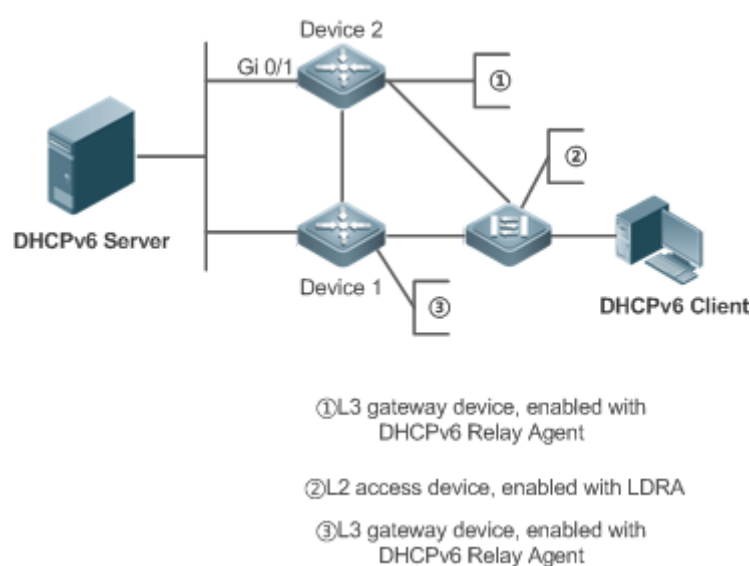 Device 2
Gi 0/1
①
②
DHCPv6 Server
Device 1
③
DHCPv6 Client
①L3 gateway device, enabled with
DHCPv6 Relay Agent
②L2 access device, enabled with LDRA
③L3 gateway device, enabled with
DHCPv6 Relay Agent